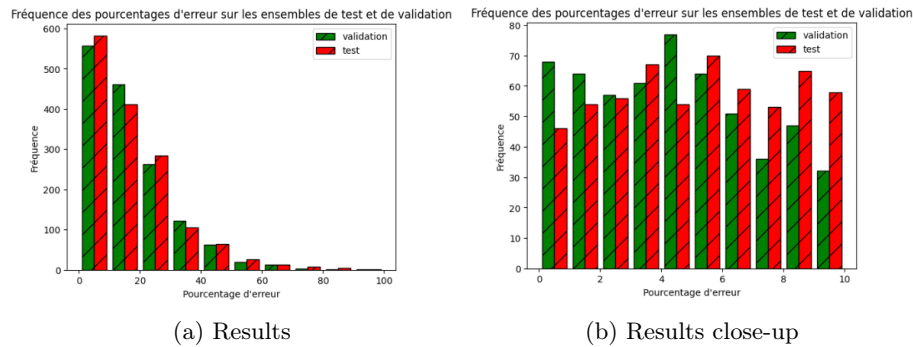 Fréquence des pourcentages d'erreur sur les ensembles de test et de validation
600
500
400
300
200
100
0
Fréquence
validation
test
0
20
40
60
80
100
Pourcentage d'erreur
(a) Results
Fréquence des pourcentages d'erreur sur les ensembles de test et de validation
80
70
60
50
40
30
20
10
0
Fréquence
validation
test
0
2
4
6
8
10
Pourcentage d'erreur
(b) Results close-up